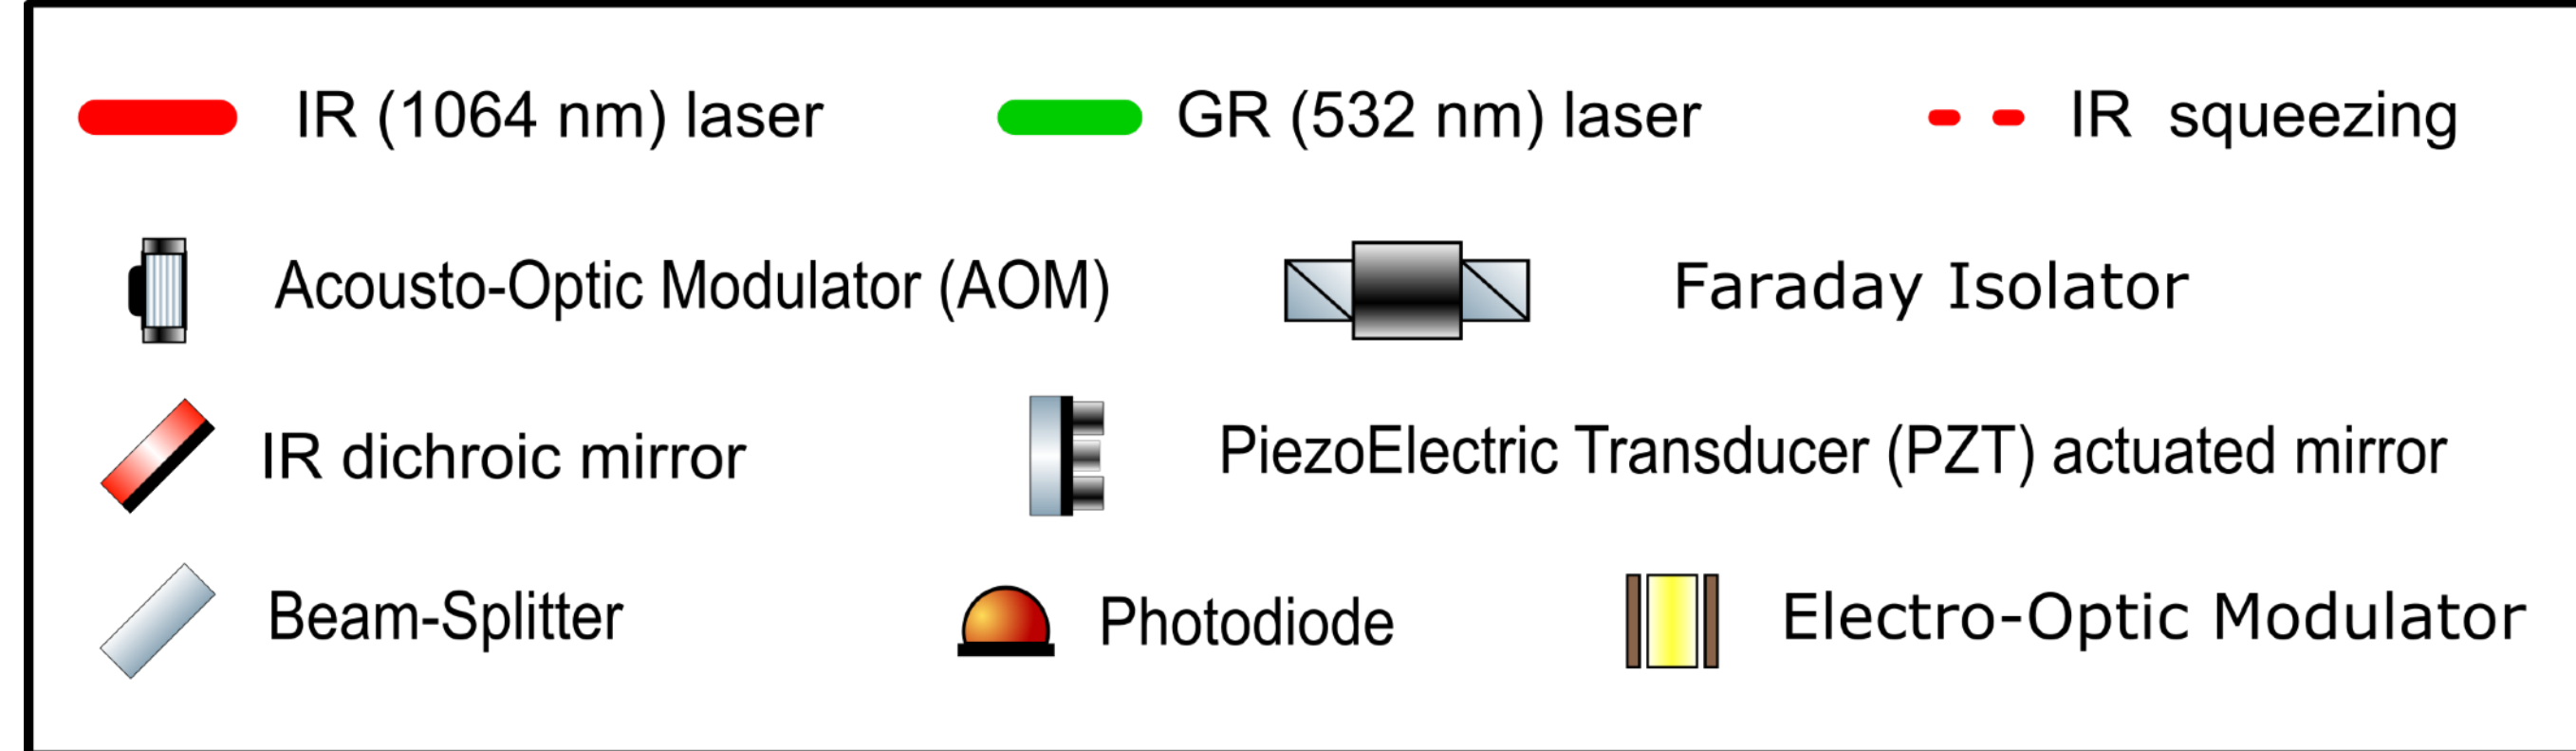 IR (1064 nm) laser GR (532 nm) laser IR squeezing
Acousto-Optic Modulator (AOM) Faraday Isolator
IR dichroic mirror PiezoElectric Transducer (PZT) actuated mirror
Beam-Splitter Photodiode Electro-Optic Modulator